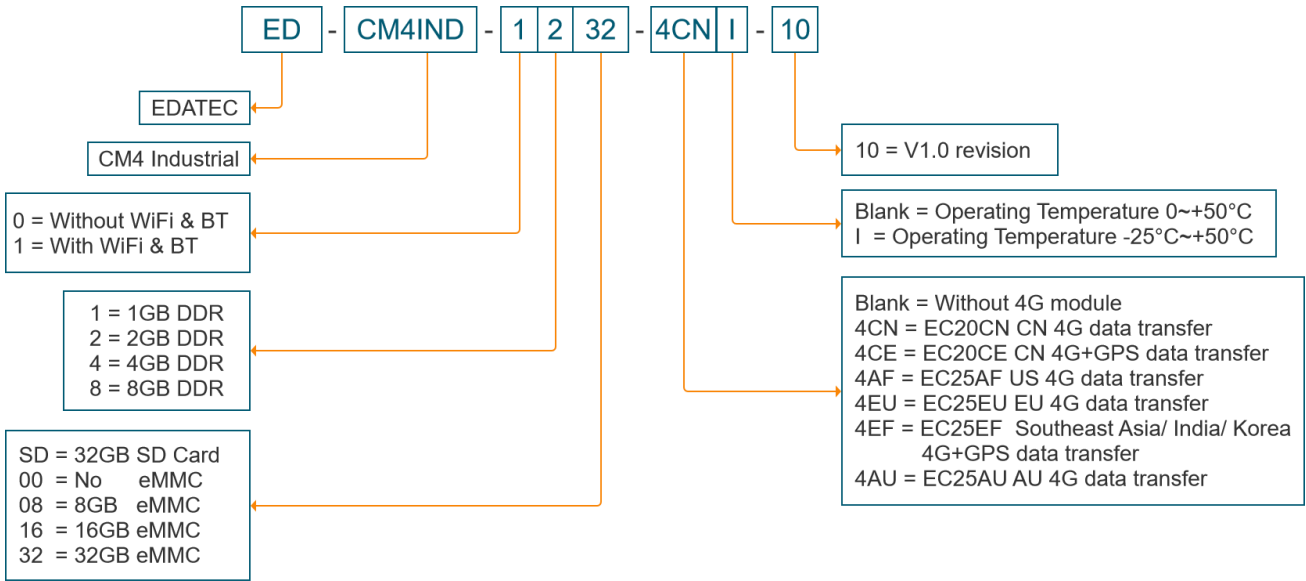 ED - CM4IND - 1 2 32 - 4CN I - 10
EDATEC
CM4 Industrial
0 = Without WiFi & BT
1 = With WiFi & BT
1 = 1GB DDR
2 = 2GB DDR
4 = 4GB DDR
8 = 8GB DDR
SD = 32GB SD Card
00 = No eMMC
08 = 8GB eMMC
16 = 16GB eMMC
32 = 32GB eMMC
10 = V1.0 revision
Blank = Operating Temperature 0~+50°C
I = Operating Temperature -25°C~+50°C
Blank = Without 4G module
4CN = EC20CN CN 4G data transfer
4CE = EC20CE CN 4G+GPS data transfer
4AF = EC25AF US 4G data transfer
4EU = EC25EU EU 4G data transfer
4EF = EC25EF Southeast Asia/ India/ Korea
4G+GPS data transfer
4AU = EC25AU AU 4G data transfer